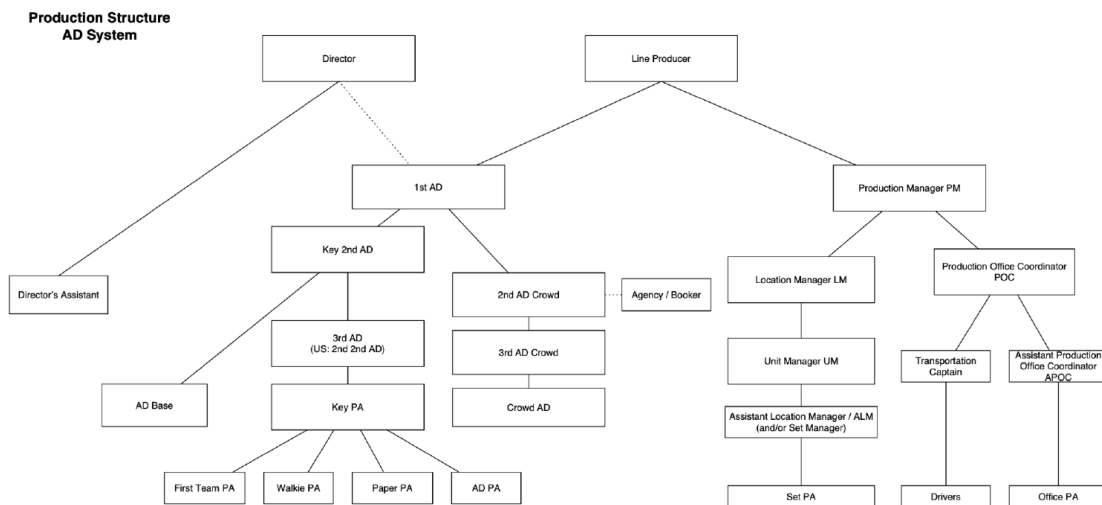 Production Structure
AD System
Director
Line Producer
1st AD
Production Manager PM
Key 2nd AD
Production Office Coordinator
POC
Location Manager LM
Director's Assistant
2nd AD Crowd
Agency / Booker
3rd AD
(US: 2nd 2nd AD)
3rd AD Crowd
Unit Manager UM
Transportation
Captain
Assistant Production
Office Coordinator
APOC
AD Base
Key PA
Crowd AD
Assistant Location Manager / ALM
(and/or Set Manager)
First Team PA
Walkie PA
Paper PA
AD PA
Set PA
Drivers
Office PA